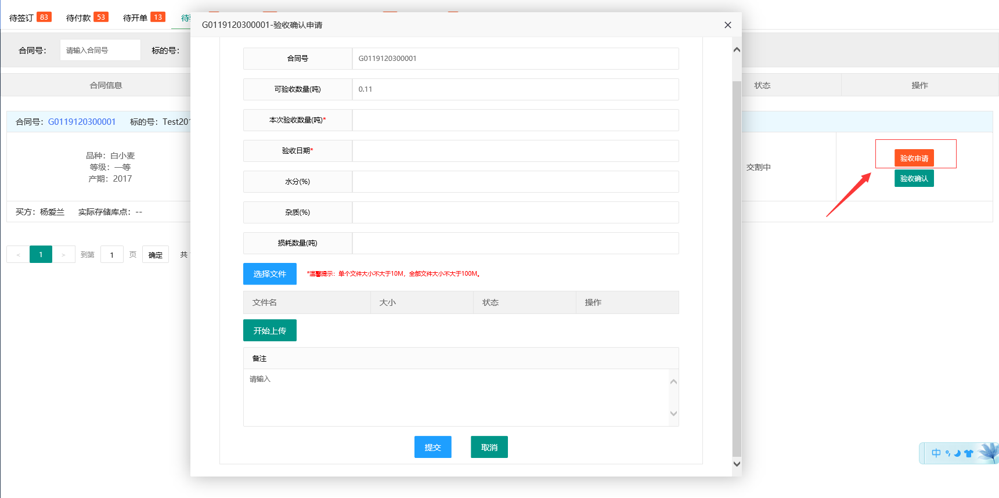 待签订 83 待付款 53 待开单 13
G0119120300001-验收确认申请
合同号： 请输入合同号 标的号：
合同信息 状态 操作
合同号：G0119120300001 标的号：Test201
品种：白小麦
等级：一等
产期：2017
买方：杨爱兰 实际存储库点：--
< 1 > 到第 1 页 确定 共
合同号 G0119120300001
可验收数量(吨) 0.11
本次验收数量(吨)*
验收日期*
水分(%)
杂质(%)
损耗数量(吨)
选择文件 *温馨提示：单个文件大小不大于10M，全部文件大小不大于100M。
文件名 大小 状态 操作
开始上传
备注
请输入
提交 取消
交割中
验收申请
验收确认
中